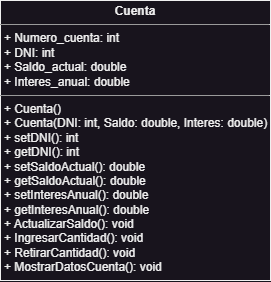 Cuenta
+ Numero_cuenta: int
+ DNI: int
+ Saldo_actual: double
+ Interes_anual: double
+ Cuenta()
+ Cuenta(DNI: int, Saldo: double, Interes: double)
+ setDNI(): int
+ getDNI(): int
+ setSaldoActual(): double
+ getSaldoActual(): double
+ setInteresAnual(): double
+ getInteresAnual(): double
+ ActualizarSaldo(): void
+ IngresarCantidad(): void
+ RetirarCantidad(): void
+ MostrarDatosCuenta(): void